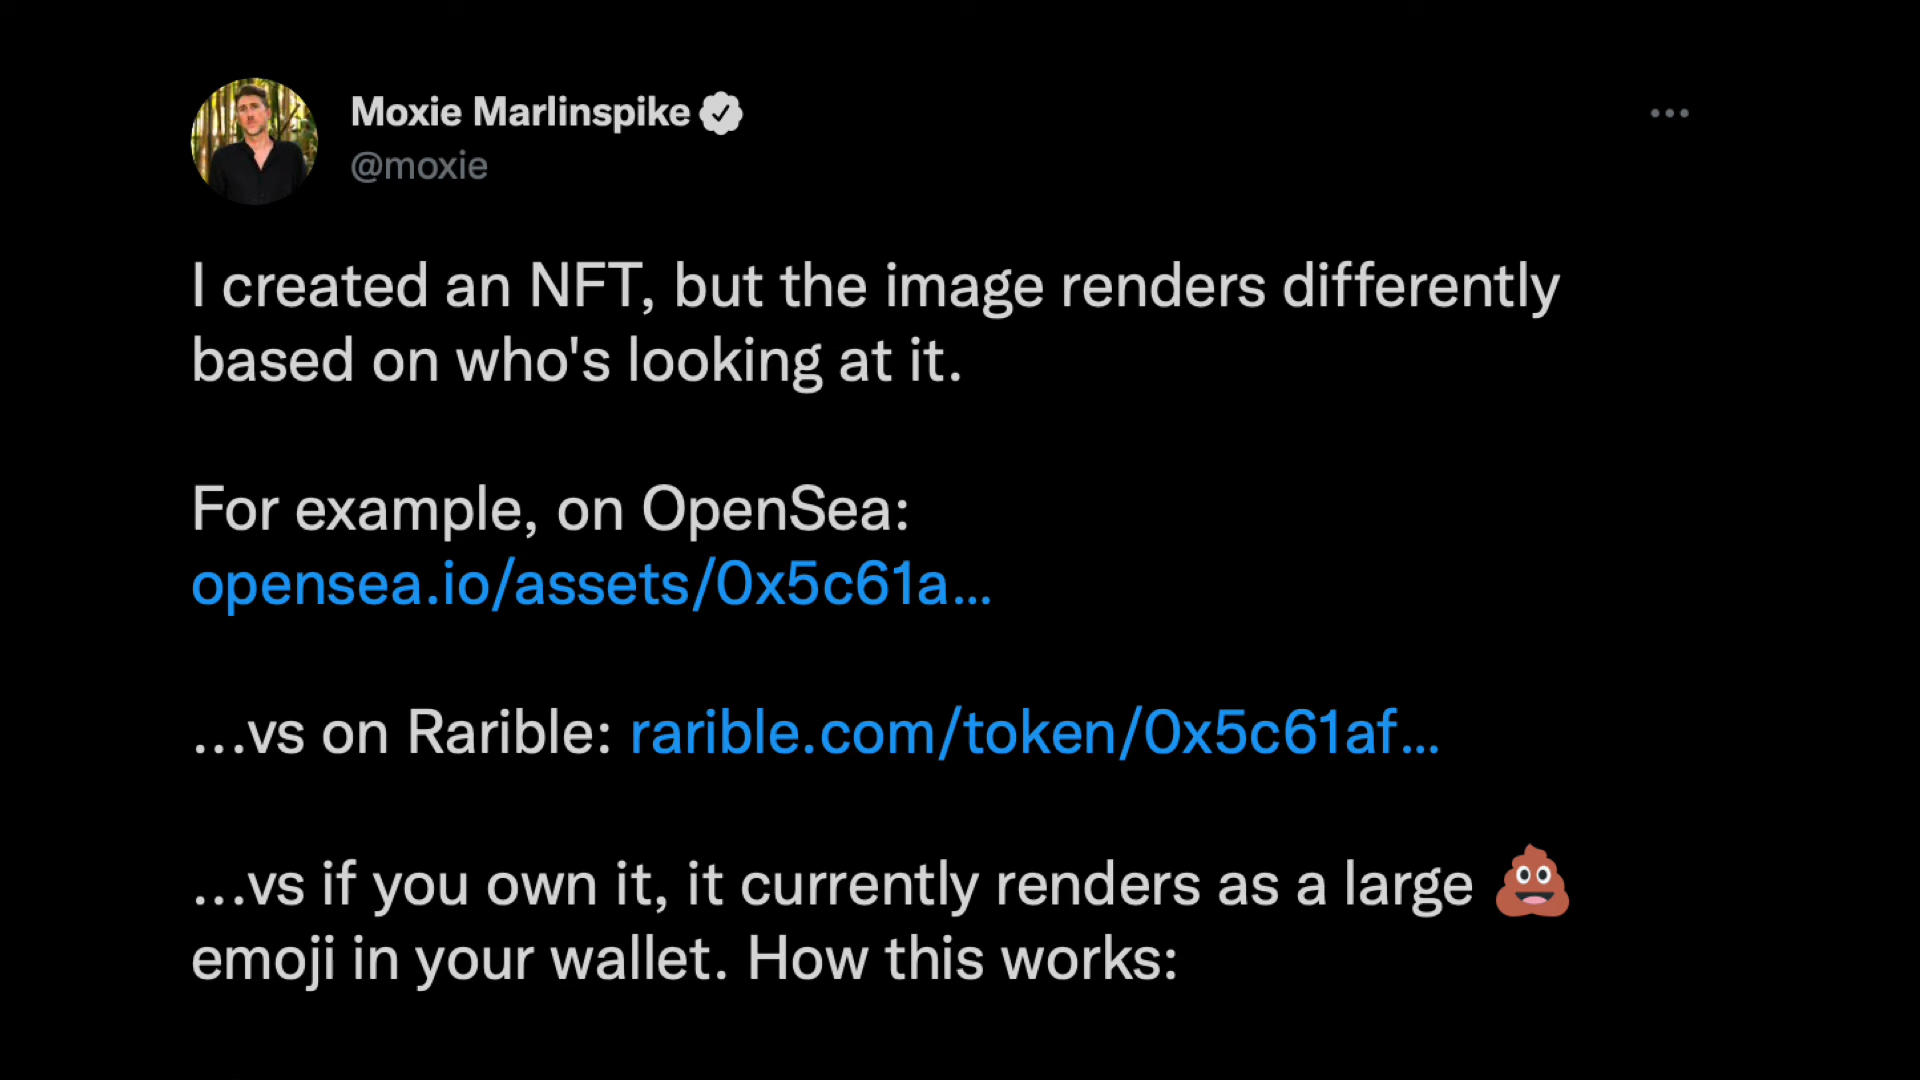 Moxie Marlinspike
@moxie
I created an NFT, but the image renders differently
based on who's looking at it.
For example, on OpenSea:
opensea.io/assets/0x5c61a…
…vs on Rarible: rarible.com/token/0x5c61af…
…vs if you own it, it currently renders as a large 💩
emoji in your wallet. How this works: